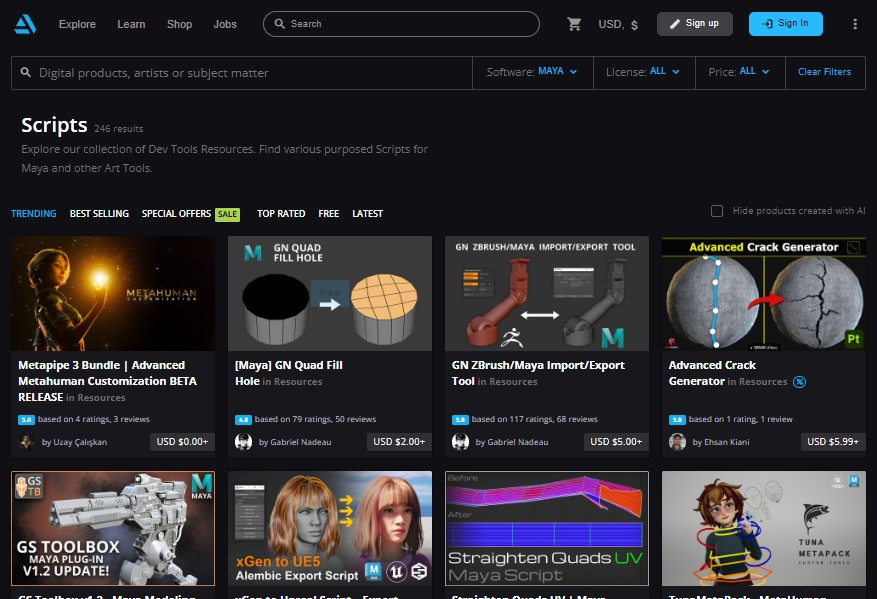 Explore
Learn
Shop
Jobs
Search
USD, $
Sign up
Sign In
Digital products, artists or subject matter
Software: MAYA
License: ALL
Price: ALL
Clear Filters
Scripts 246 results
Explore our collection of Dev Tools Resources. Find various purposed Scripts for
Maya and other Art Tools.
TRENDING
BEST SELLING
SPECIAL OFFERS SALE
TOP RATED
FREE
LATEST
Hide products created with AI
METAHUMAN
CUSTOMIZATION
Metapipe 3 Bundle | Advanced
Metahuman Customization BETA
RELEASE in Resources
5.0 based on 4 ratings, 3 reviews
by Uzay Çalışkan
USD $0.00+
M
GN QUAD
FILL HOLE
View
[Maya] GN Quad Fill
Hole in Resources
4.8 based on 79 ratings, 50 reviews
by Gabriel Nadeau
USD $2.00+
GN ZBRUSH/MAYA IMPORT/EXPORT TOOL
M
GN ZBrush/Maya Import/Export
Tool in Resources
5.0 based on 117 ratings, 68 reviews
by Gabriel Nadeau
USD $5.00+
Advanced Crack Generator
Pt
Advanced Crack
Generator in Resources
5.0 based on 1 rating, 1 review
by Ehsan Kiani
USD $5.99+
GS
TB
M
MAYA
GS TOOLBOX
MAYA PLUG-IN
V1.2 UPDATE!
xGen to UE5
Alembic Export Script
M
Before
After
Straighten Quads UV
Maya Script
TUNA
METAPACK
CUSTOM TOOLS